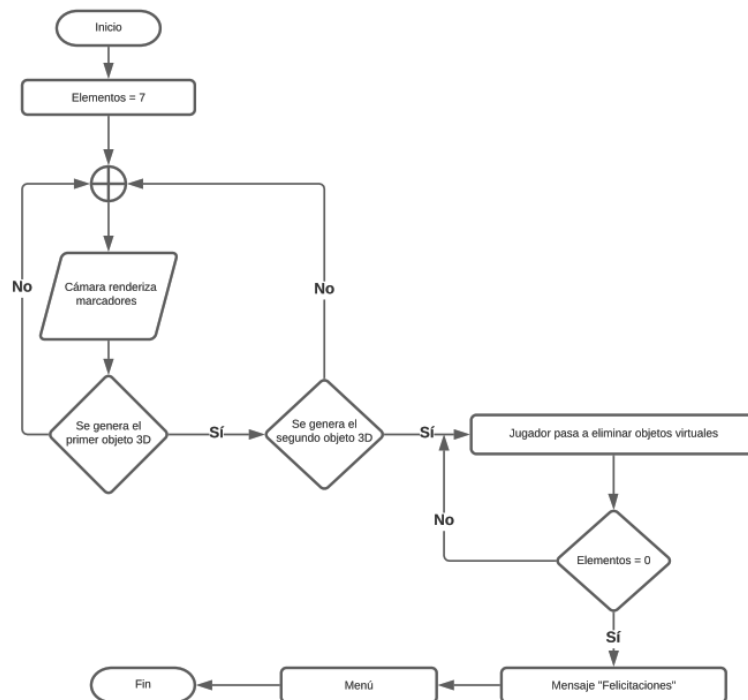 Inicio
Elementos = 7
No
Cámara renderiza
marcadores
No
Se genera el
primer objeto 3D
Sí
Se genera el
segundo objeto 3D
Sí
Jugador pasa a eliminar objetos virtuales
No
Elementos = 0
Sí
Fin
Menú
Mensaje "Felicitaciones"